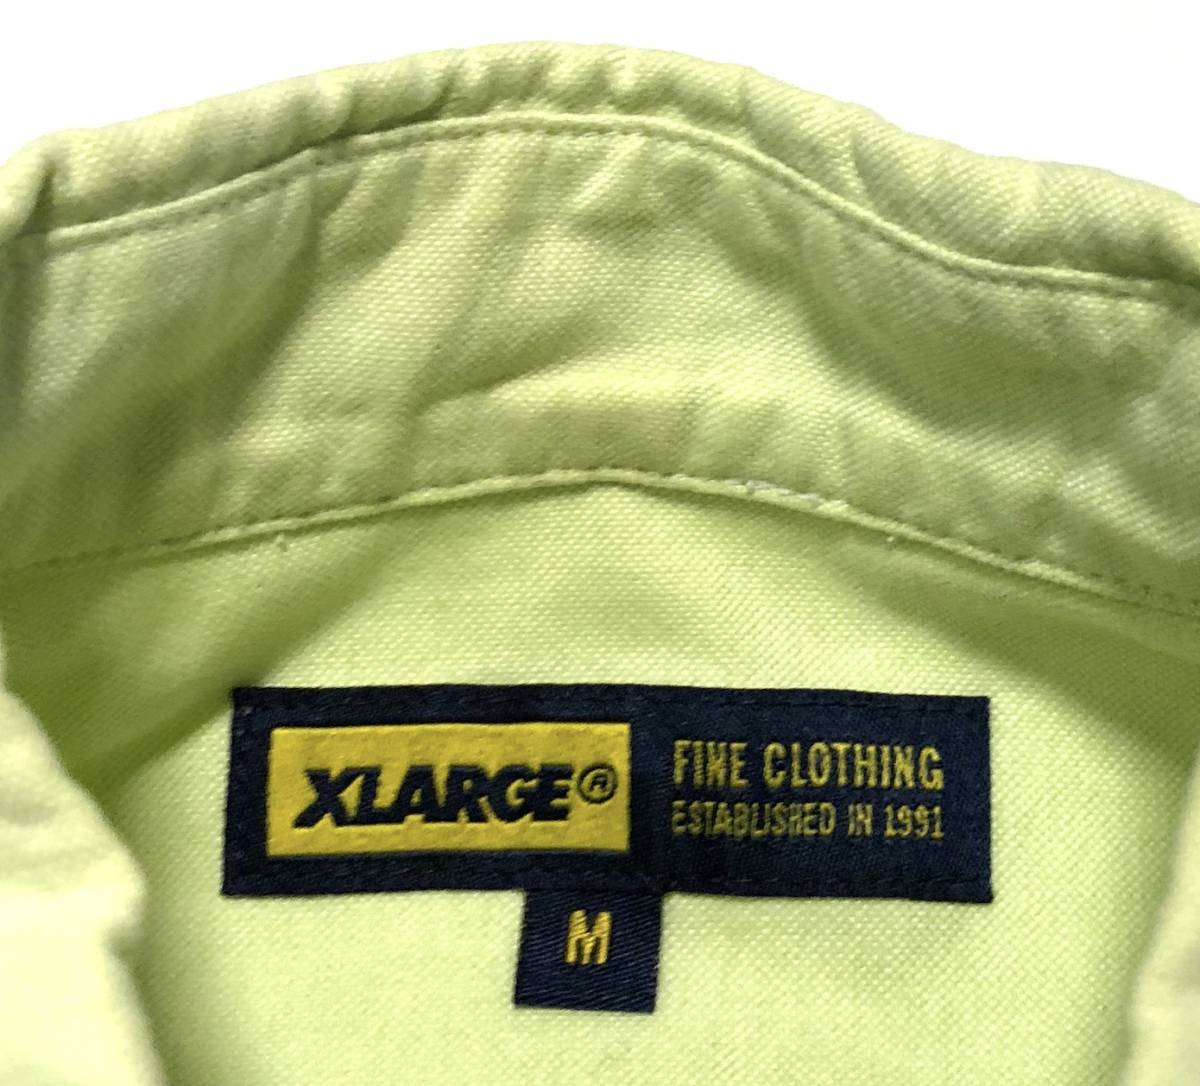 XLARGE®
FINE CLOTHING
ESTABLISHED IN 1991
M